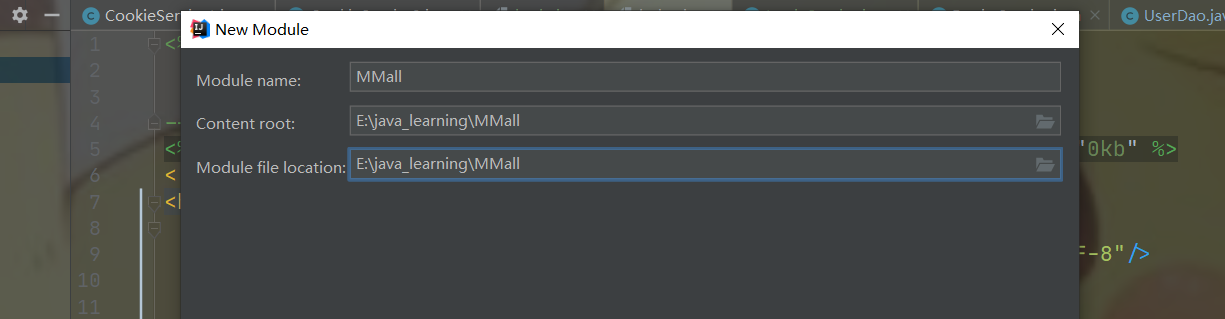 CookieSer
UserDao.jav
New Module
1 <%
2
3
4 --
5 <% "0kb" %>
6 <
7 <
8
9 F-8"/>
10
11
Module name: MMall
Content root: E:\java_learning\MMall
Module file location: E:\java_learning\MMall